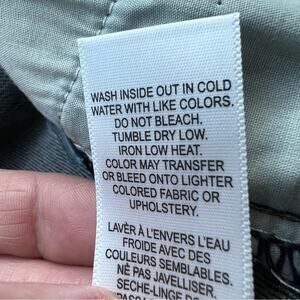 WASH INSIDE OUT IN COLD
WATER WITH LIKE COLORS.
DO NOT BLEACH.
TUMBLE DRY LOW.
IRON LOW HEAT.
COLOR MAY TRANSFER
OR BLEED ONTO LIGHTER
COLORED FABRIC OR
UPHOLSTERY.
LAVÈR À L'ENVERS L'EAU
FROIDE AVEC DES
COULEURS SEMBLABLES.
NÉ PAS JAVELLISER.
SECHE-LINGE DO